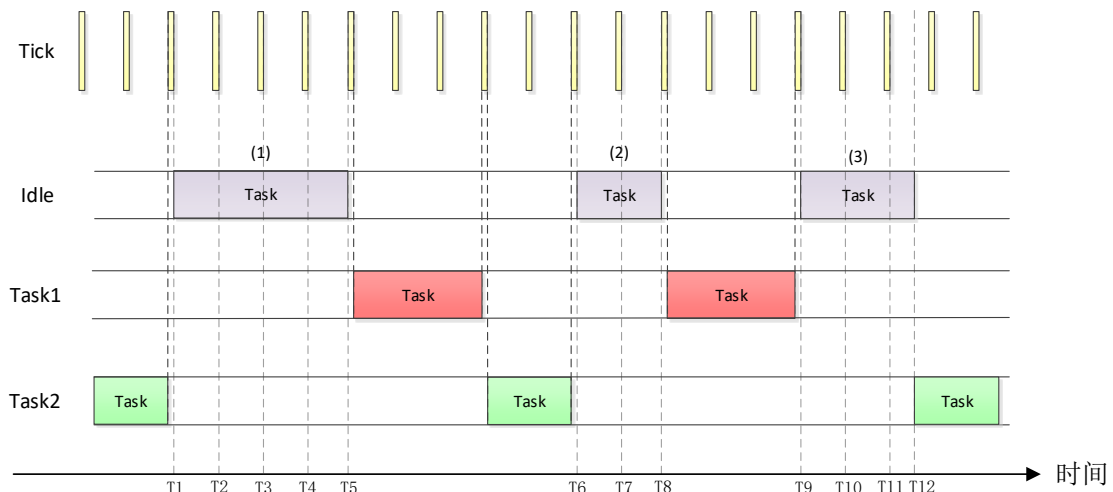 Tick
(1)
(2)
(3)
Idle
Task
Task
Task
Task1
Task
Task
Task2
Task
Task
Task
时间
T1
T2
T3
T4
T5
T6
T7
T8
T9
T10
T11
T12